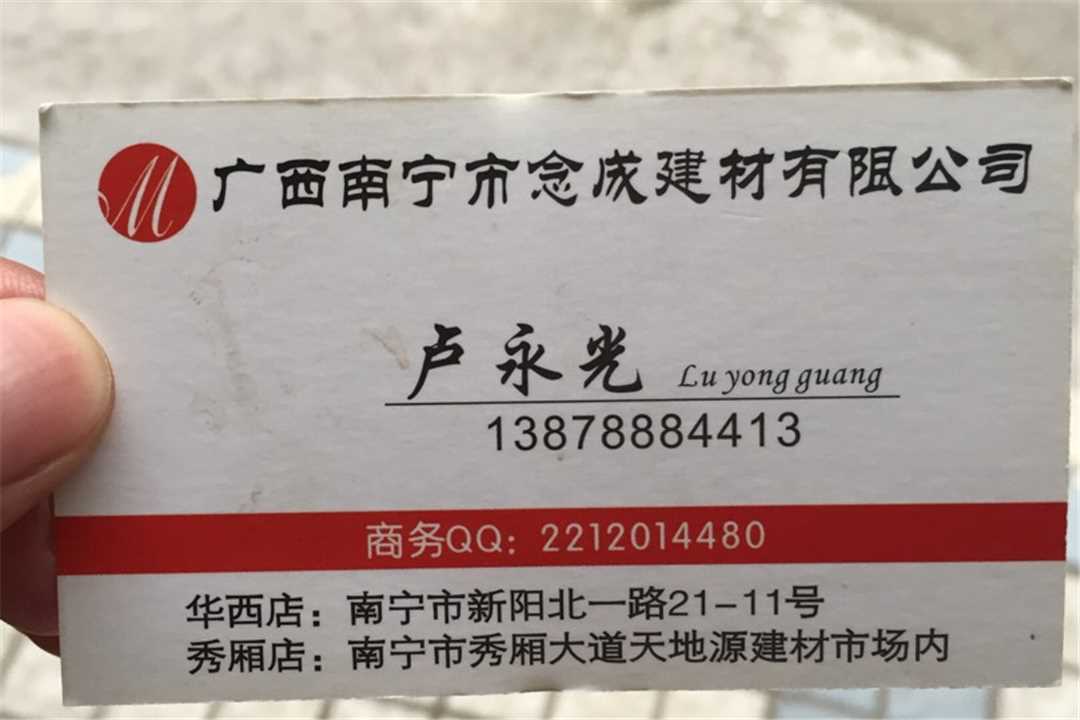 M
广西南宁市念成建材有限公司
卢永光 Lu yong guang
13878884413
商务QQ：2212014480
华西店：南宁市新阳北一路21-11号
秀厢店：南宁市秀厢大道天地源建材市场内